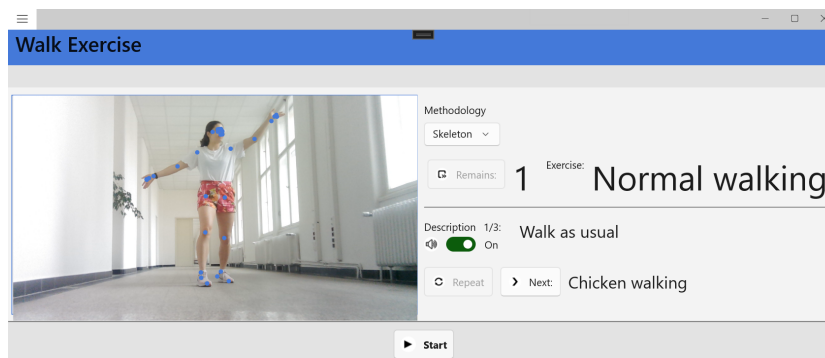 Walk Exercise
Methodology
Skeleton
Remains: 1 Exercise: Normal walking
Description 1/3: Walk as usual
On
Repeat Next: Chicken walking
Start